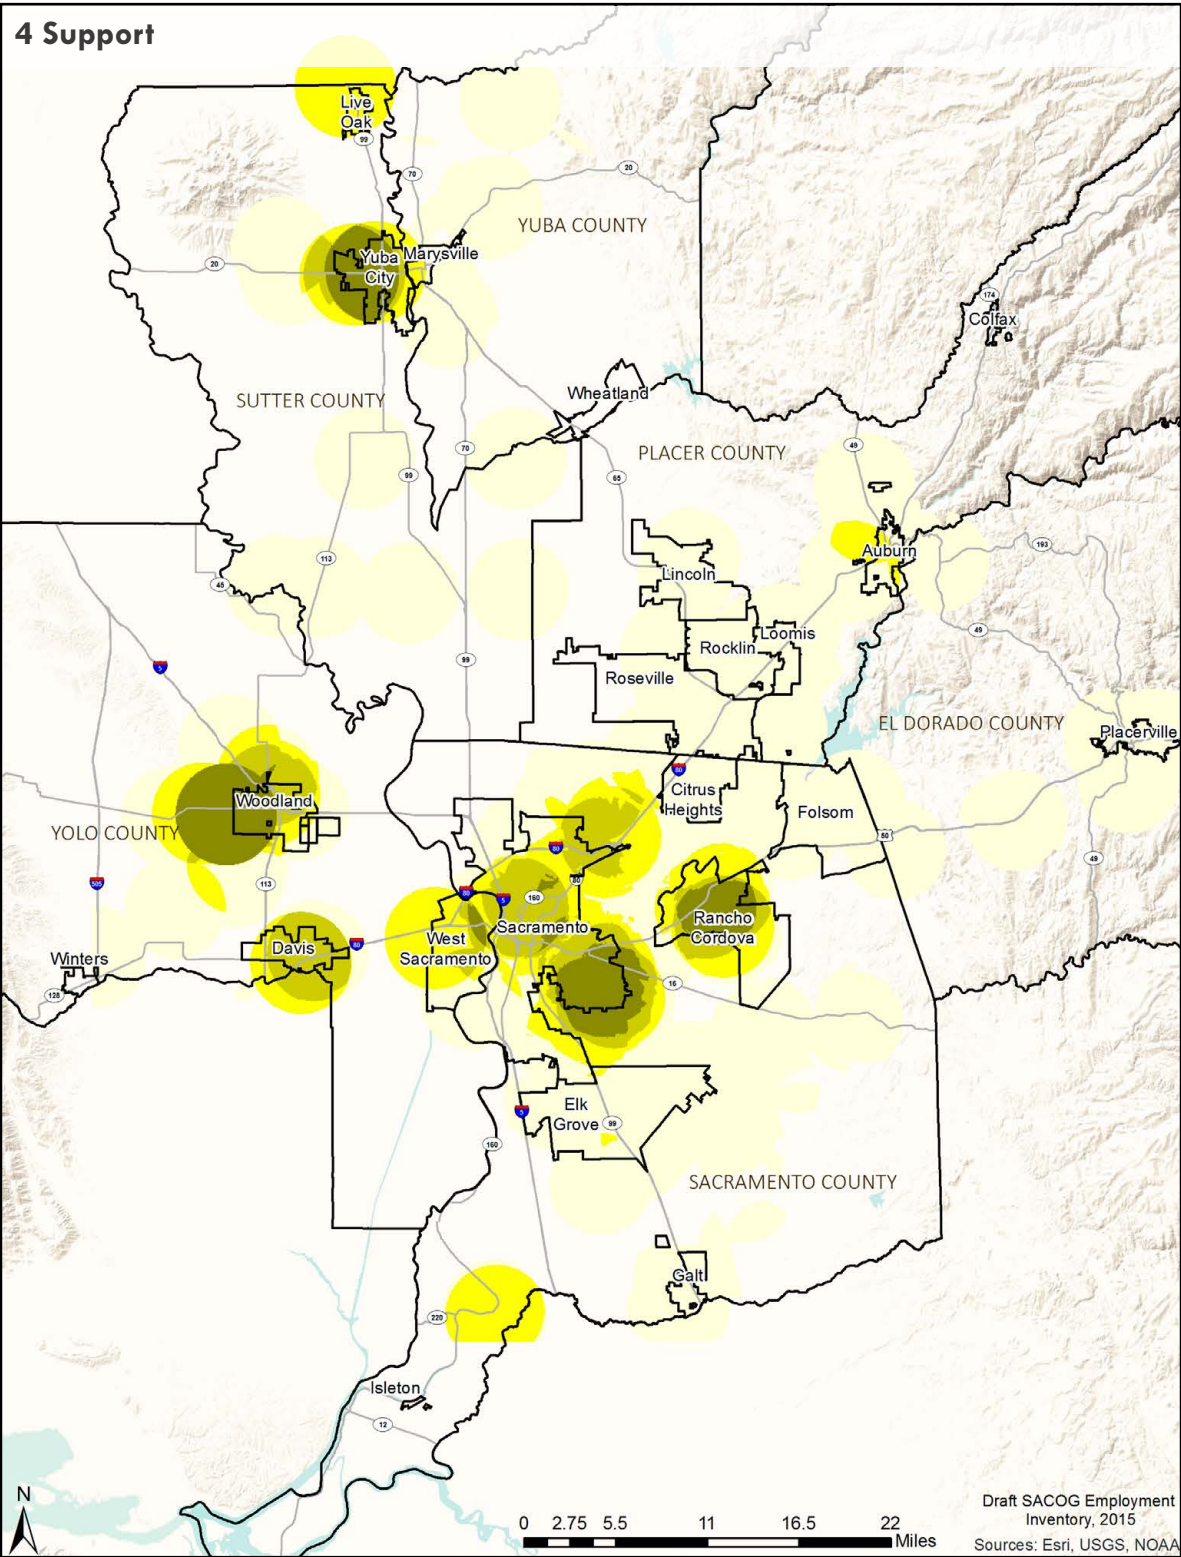 4 Support
Live
Oak
99
70
20
YUBA COUNTY
20
Yuba
City
Marysville
174
Colfax
Wheatland
SUTTER COUNTY
PLACER COUNTY
49
70
99
65
113
193
Auburn
45
Lincoln
49
Loomis
Rocklin
99
5
Roseville
EL DORADO COUNTY
Placerville
80
Citrus
Heights
Woodland
Folsom
YOLO COUNTY
50
80
49
505
113
80
80
5
160
Rancho
Cordova
Sacramento
West
Sacramento
Davis
80
Winters
128
16
Elk
Grove
5
99
160
SACRAMENTO COUNTY
Galt
220
Isleton
12
N
0 2.75 5.5 11 16.5 22
Miles
Draft SACOG Employment
Inventory, 2015
Sources: Esri, USGS, NOAA